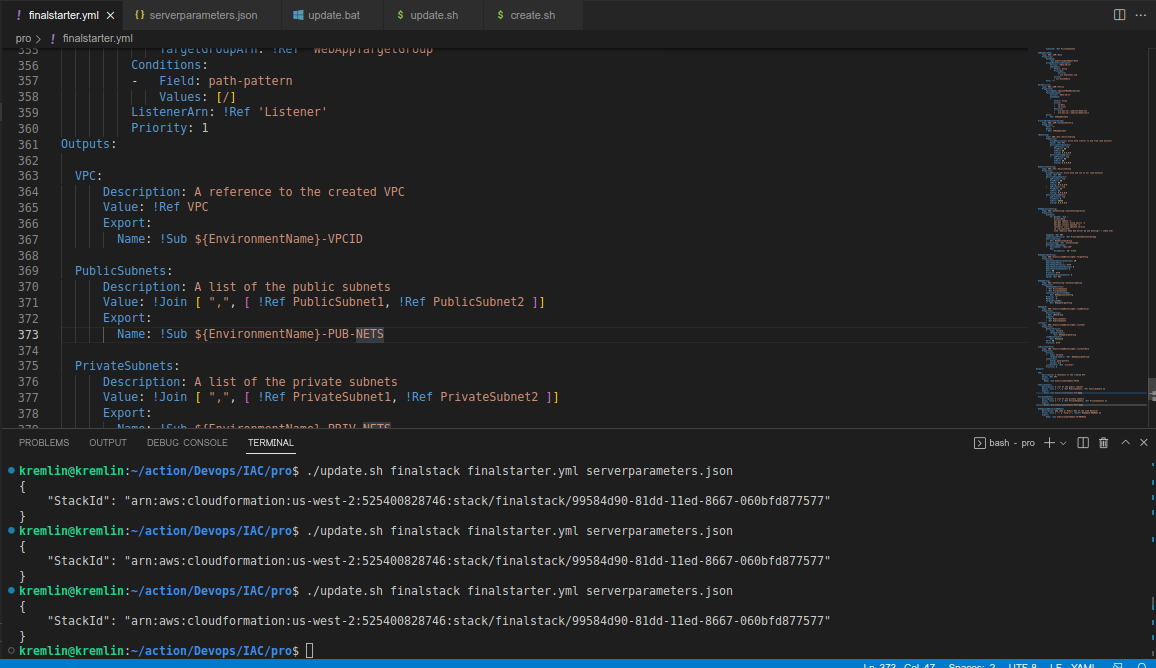 ! finalstarter.yml × {} serverparameters.json update.bat $ update.sh $ create.sh ...
pro > ! finalstarter.yml
355 TargetGroupArn: !Ref 'WebAppTargetGroup'
356 Conditions:
357 - Field: path-pattern
358 Values: [/]
359 ListenerArn: !Ref 'Listener'
360 Priority: 1
361 Outputs:
362
363 VPC:
364 Description: A reference to the created VPC
365 Value: !Ref VPC
366 Export:
367 Name: !Sub ${EnvironmentName}-VPCID
368
369 PublicSubnets:
370 Description: A list of the public subnets
371 Value: !Join [ ",", [ !Ref PublicSubnet1, !Ref PublicSubnet2 ]]
372 Export:
373 Name: !Sub ${EnvironmentName}-PUB-NETS
374
375 PrivateSubnets:
376 Description: A list of the private subnets
377 Value: !Join [ ",", [ !Ref PrivateSubnet1, !Ref PrivateSubnet2 ]]
378 Export:
379 Name: !Sub ${EnvironmentName}-PRIV-NETS
PROBLEMS OUTPUT DEBUG CONSOLE TERMINAL bash - pro
kremlin@kremlin:~/action/Devops/IAC/pro$ ./update.sh finalstack finalstarter.yml serverparameters.json
{
"StackId": "arn:aws:cloudformation:us-west-2:525400828746:stack/finalstack/99584d90-81dd-11ed-8667-060bfd877577"
}
kremlin@kremlin:~/action/Devops/IAC/pro$ ./update.sh finalstack finalstarter.yml serverparameters.json
{
"StackId": "arn:aws:cloudformation:us-west-2:525400828746:stack/finalstack/99584d90-81dd-11ed-8667-060bfd877577"
}
kremlin@kremlin:~/action/Devops/IAC/pro$ ./update.sh finalstack finalstarter.yml serverparameters.json
{
"StackId": "arn:aws:cloudformation:us-west-2:525400828746:stack/finalstack/99584d90-81dd-11ed-8667-060bfd877577"
}
kremlin@kremlin:~/action/Devops/IAC/pro$
Ln 373, Col 47 Spaces: 2 UTF-8 LF YAML